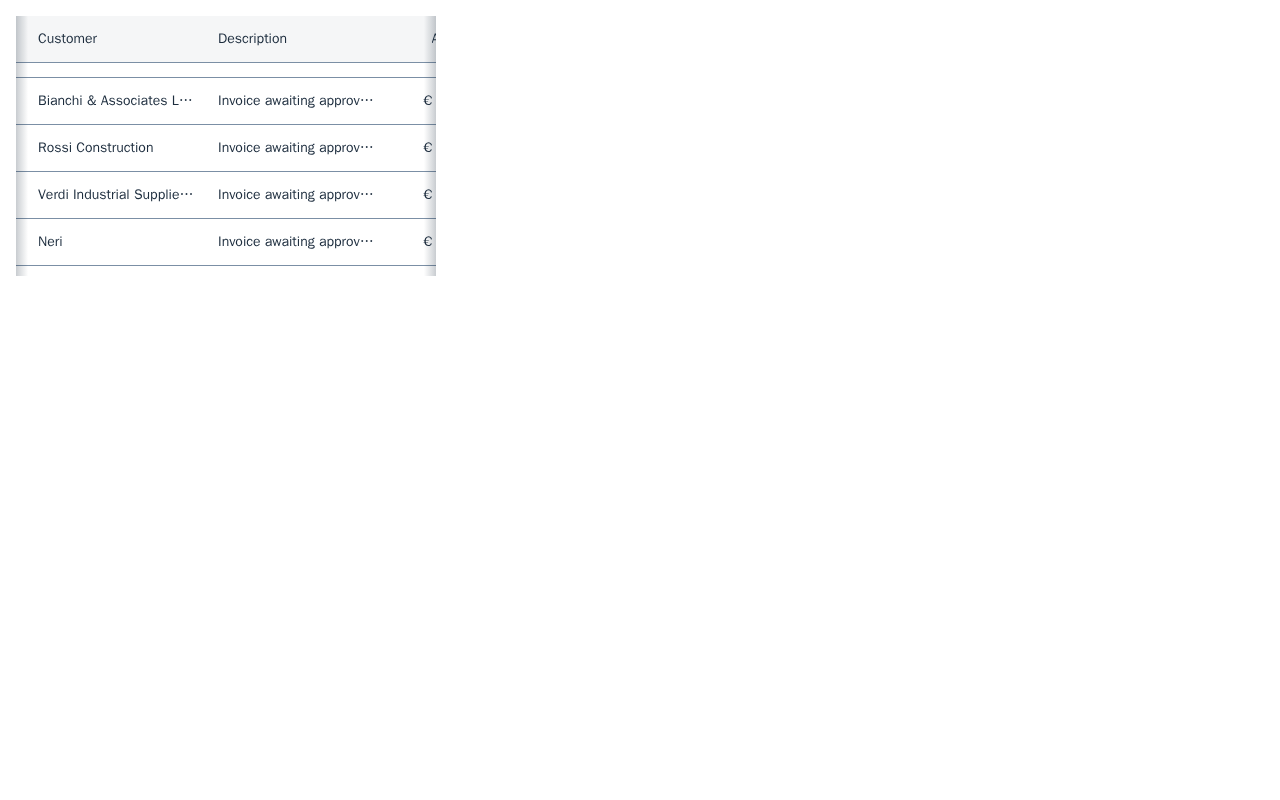 Customer Description
Bianchi & Associates L… Invoice awaiting approv… €
Rossi Construction Invoice awaiting approv… €
Verdi Industrial Supplie… Invoice awaiting approv… €
Neri Invoice awaiting approv… €